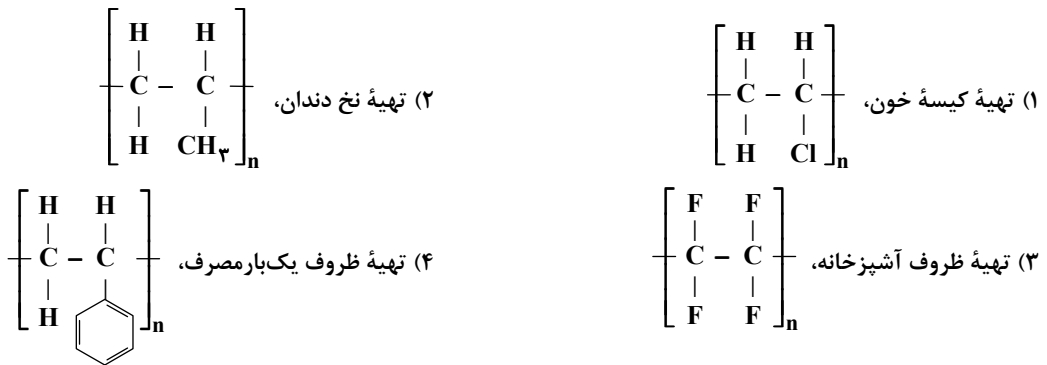 ۱) تهیهٔ کیسهٔ خون،
H H
C – C
H Cl
n
۲) تهیهٔ نخ دندان،
H H
C – C
H CH۳
n
۳) تهیهٔ ظروف آشپزخانه،
F F
C – C
F F
n
۴) تهیهٔ ظروف یک‌بارمصرف،
H H
C – C
H
n